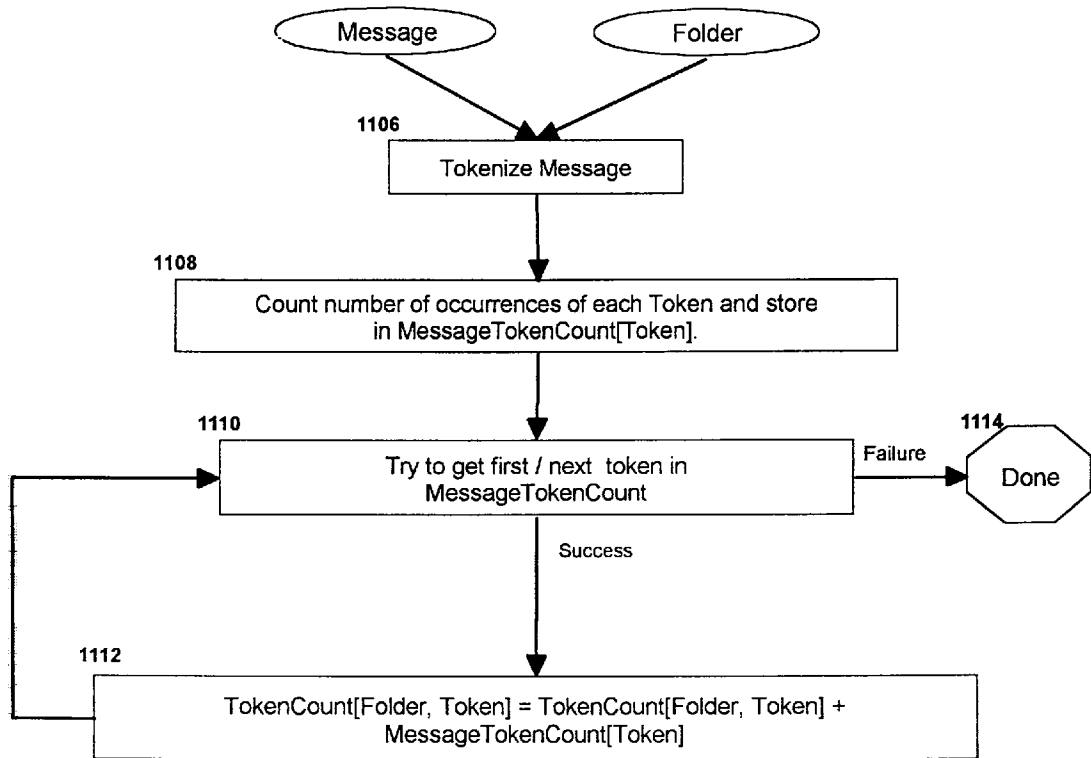 Message
Folder
1106
Tokenize Message
1108
Count number of occurrences of each Token and store
in MessageTokenCount[Token].
1110
Try to get first / next token in
MessageTokenCount
Failure
1114
Done
Success
1112
TokenCount[Folder, Token] = TokenCount[Folder, Token] +
MessageTokenCount[Token]